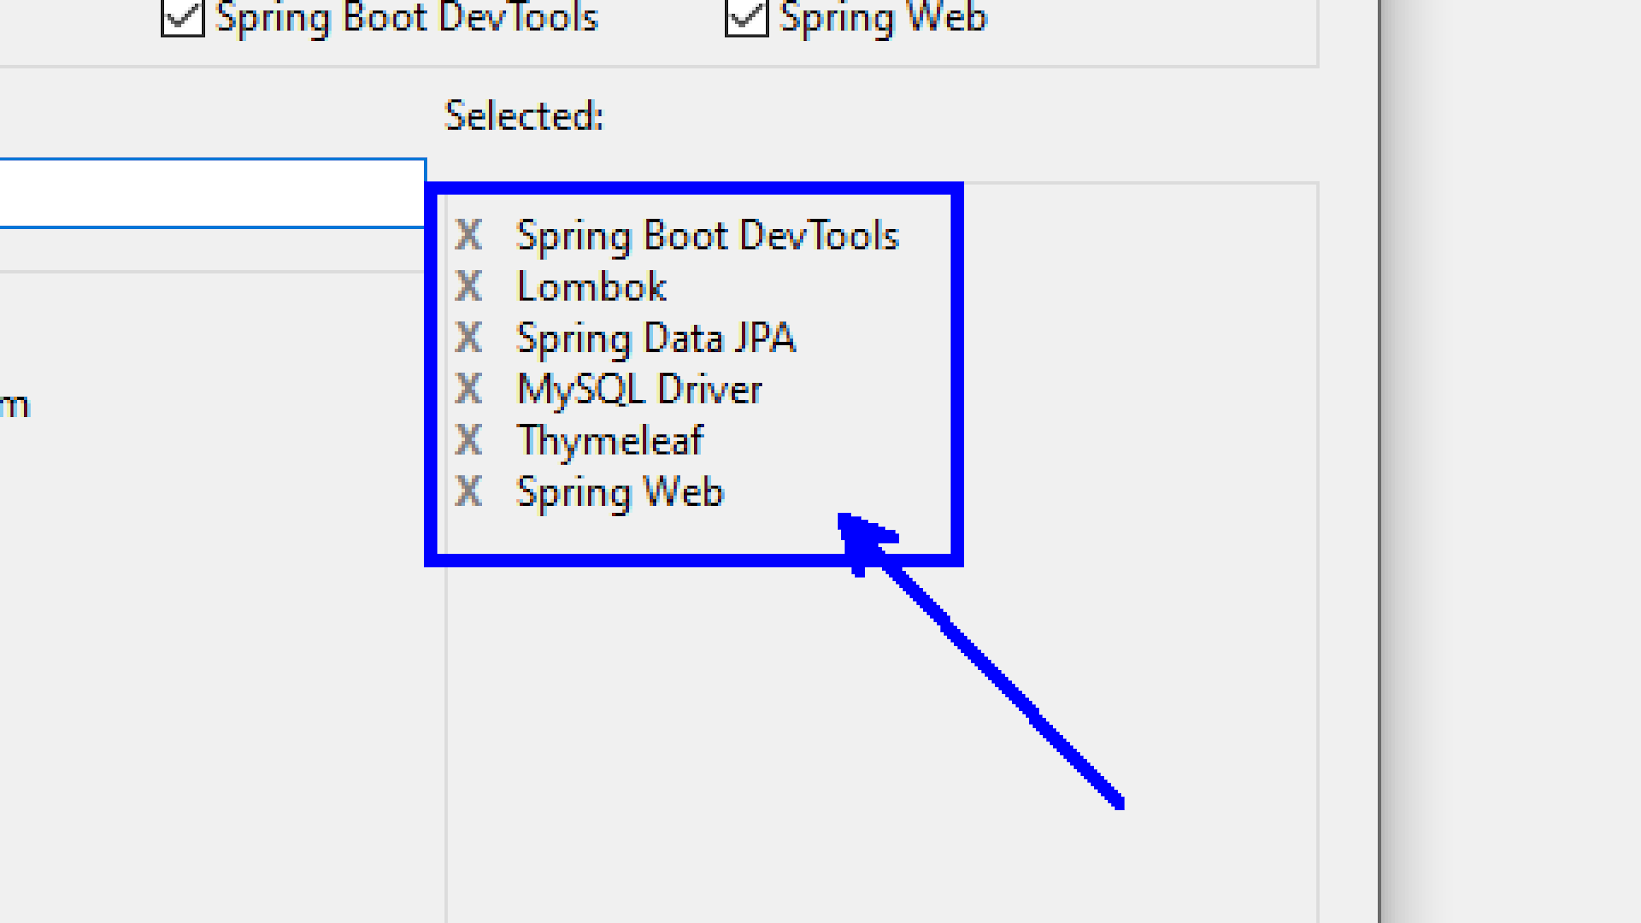 Spring Boot DevTools Spring Web
Selected:
X Spring Boot DevTools
X Lombok
X Spring Data JPA
m
X MySQL Driver
X Thymeleaf
X Spring Web